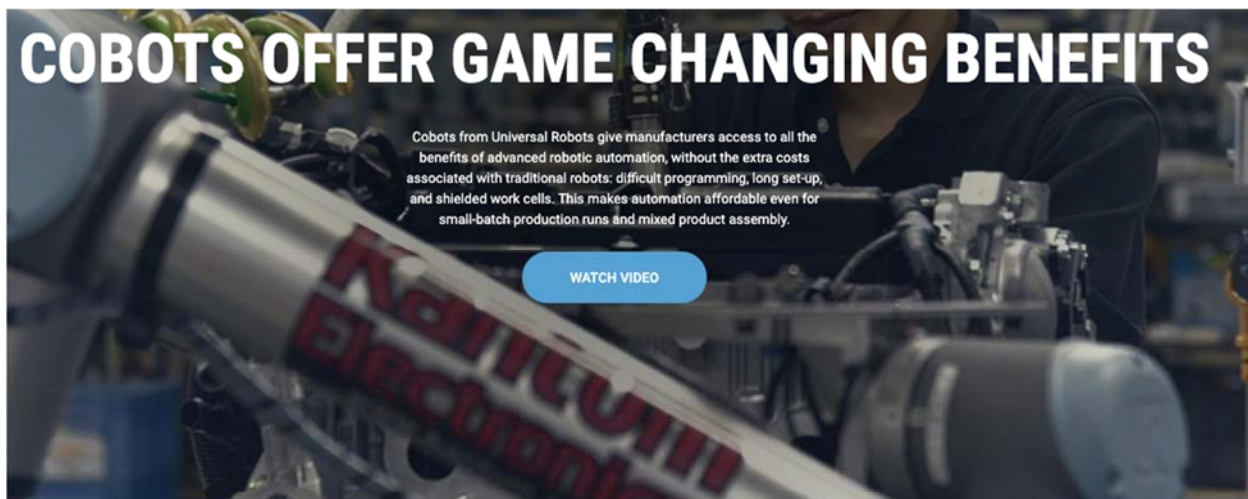 COBOTS OFFER GAME CHANGING BENEFITS
Cobots from Universal Robots give manufacturers access to all the
benefits of advanced robotic automation, without the extra costs
associated with traditional robots: difficult programming, long set-up,
and shielded work cells. This makes automation affordable even for
small-batch production runs and mixed product assembly.
WATCH VIDEO
Electronic